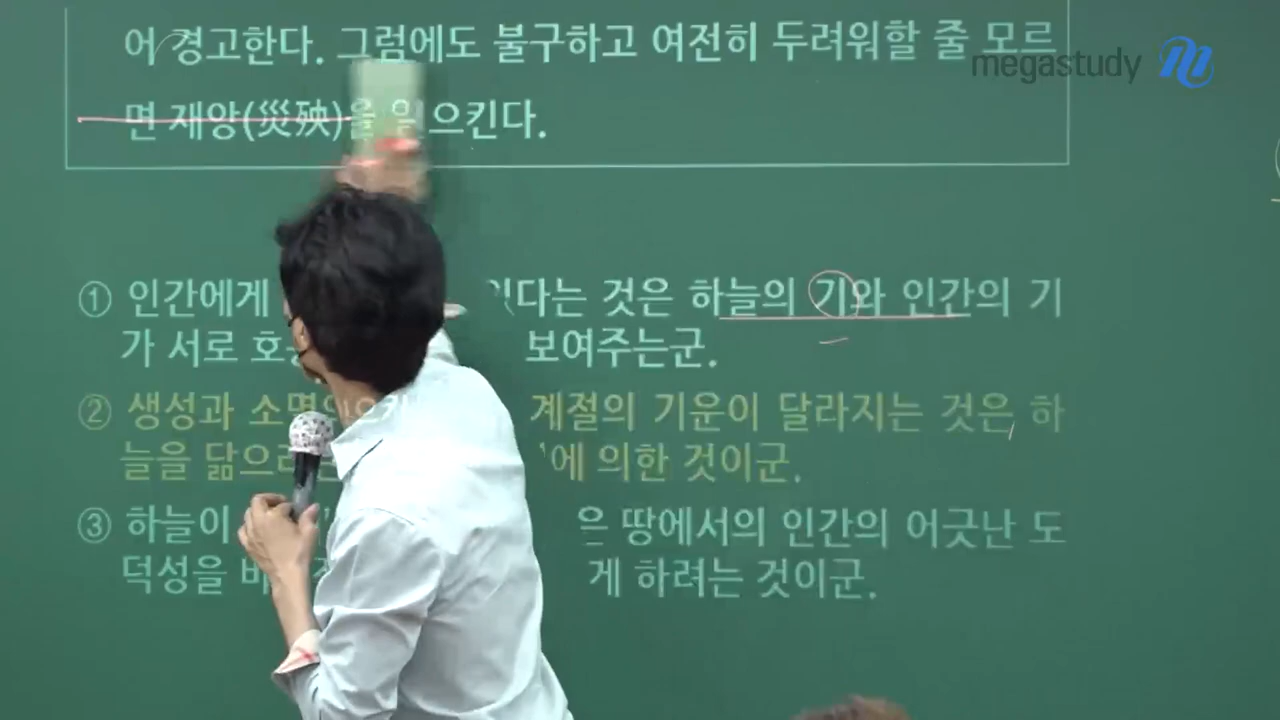 어 경고한다. 그럼에도 불구하고 여전히 두려워할 줄 모르
megastudy
면 재앙(災殃)을 일으킨다.
① 인간에게 다는 것은 하늘의 기와 인간의 기
가 서로 보여주는군.
② 생성과 계절의 기운이 달라지는 것은 하
늘을 에 의한 것이군.
③ 하늘이 은 땅에서의 인간의 어긋난 도
덕성을 게 하려는 것이군.